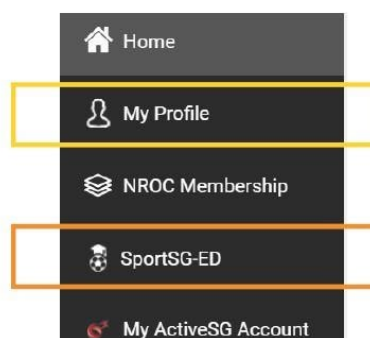 Home
My Profile
NROC Membership
SportSG-ED
My ActiveSG Account